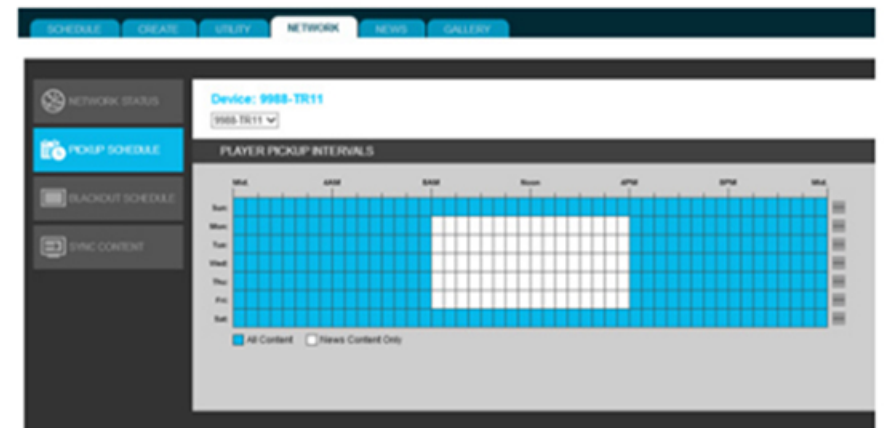 SCHEDULE CREATE UTILITY NETWORK NEWS GALLERY
NETWORK STATUS
Device: 9988-TR11
9988-TR11
PICKUP SCHEDULE
PLAYER PICKUP INTERVALS
BLACKOUT SCHEDULE
Mid. 4AM 8AM Noon 4PM 8PM Mid.
Sun:
Mon:
Tue:
Wed:
Thu:
Fri:
Sat:
SYNC CONTENT
All Content News Content Only